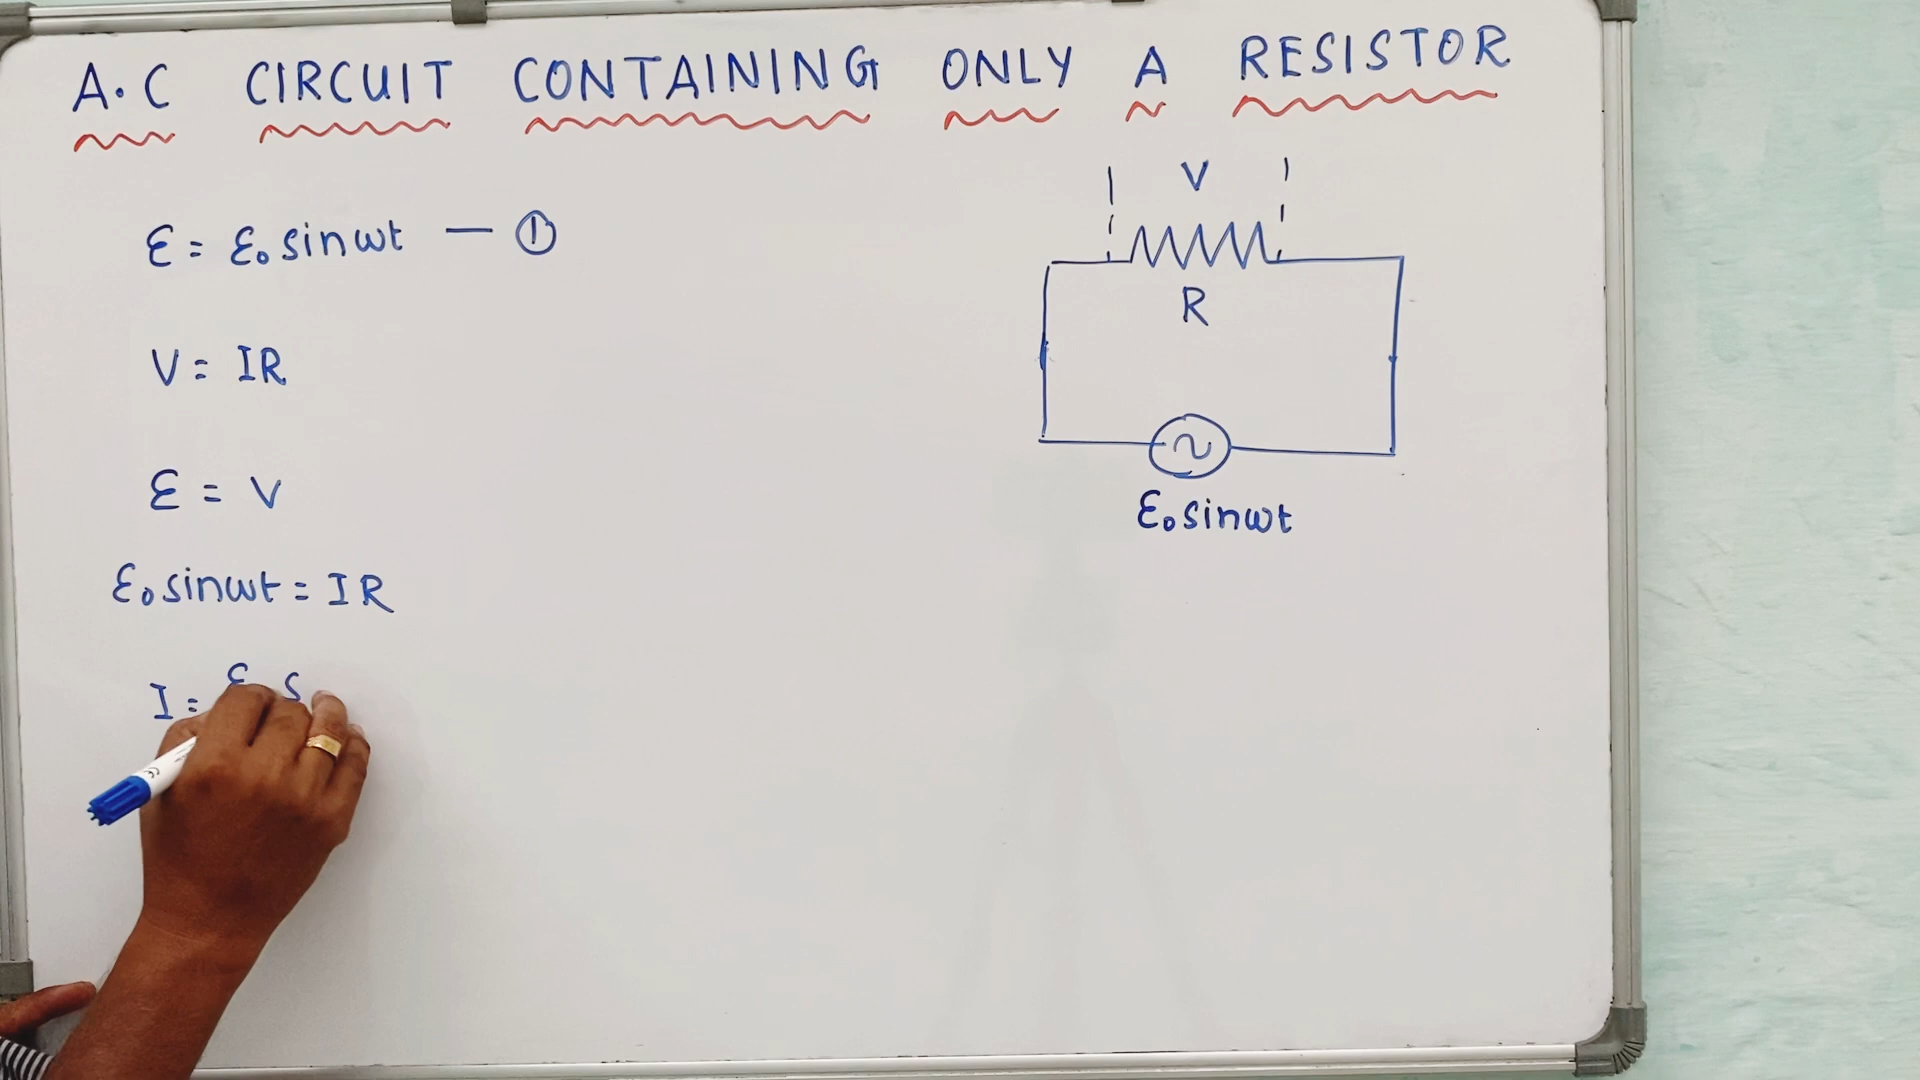 A.C CIRCUIT CONTAINING ONLY A RESISTOR
ε = ε₀ sinωt — ①
V = IR
ε = V
ε₀ sinωt = IR
I = ε S
V
R
ε₀ sinωt